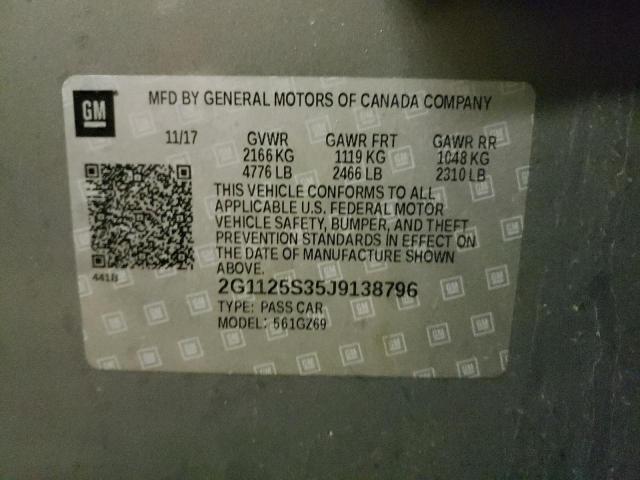 GM
MFD BY GENERAL MOTORS OF CANADA COMPANY
11/17 GVWR GAWR FRT GAWR RR
2166 KG 1119 KG 1048 KG
4776 LB 2466 LB 2310 LB
THIS VEHICLE CONFORMS TO ALL
APPLICABLE U.S. FEDERAL MOTOR
VEHICLE SAFETY, BUMPER, AND THEFT
PREVENTION STANDARDS IN EFFECT ON
THE DATE OF MANUFACTURE SHOWN
ABOVE.
4418
2G1125S35J9138796
TYPE: PASS CAR
MODEL: 561GZ69